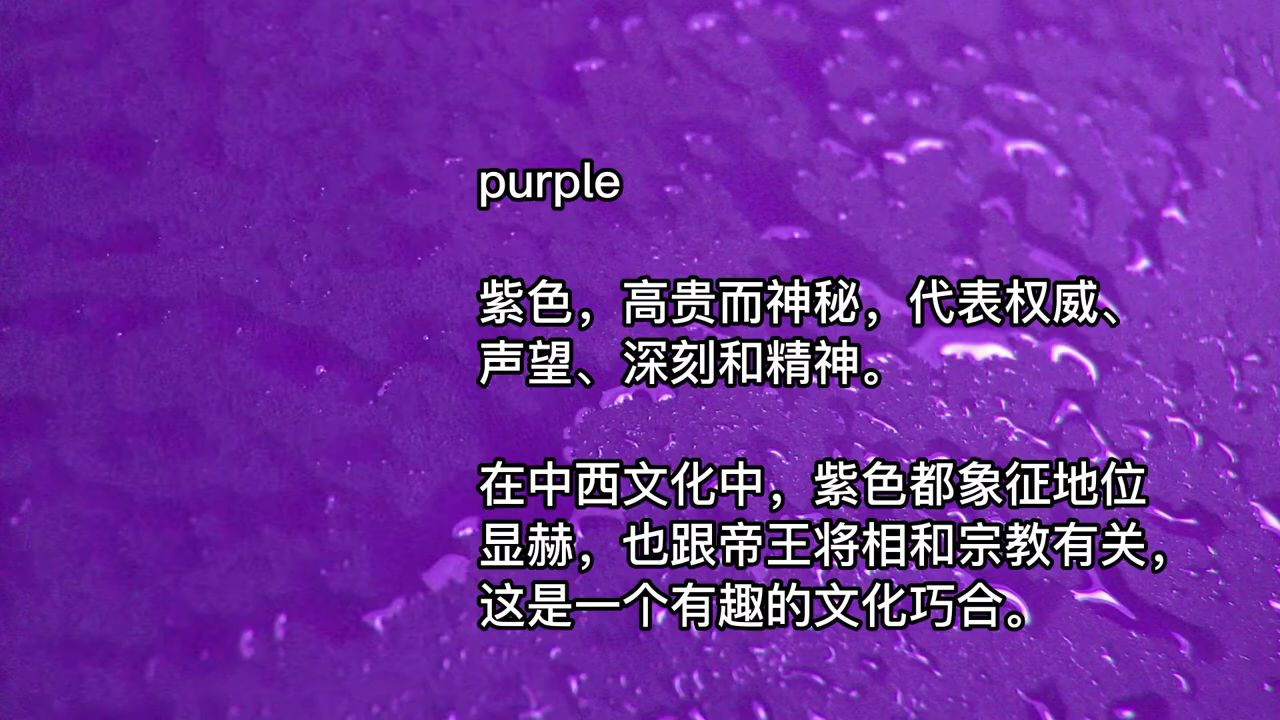 purple
紫色，高贵而神秘，代表权威、
声望、深刻和精神。
在中西文化中，紫色都象征地位
显赫，也跟帝王将相和宗教有关，
这是一个有趣的文化巧合。